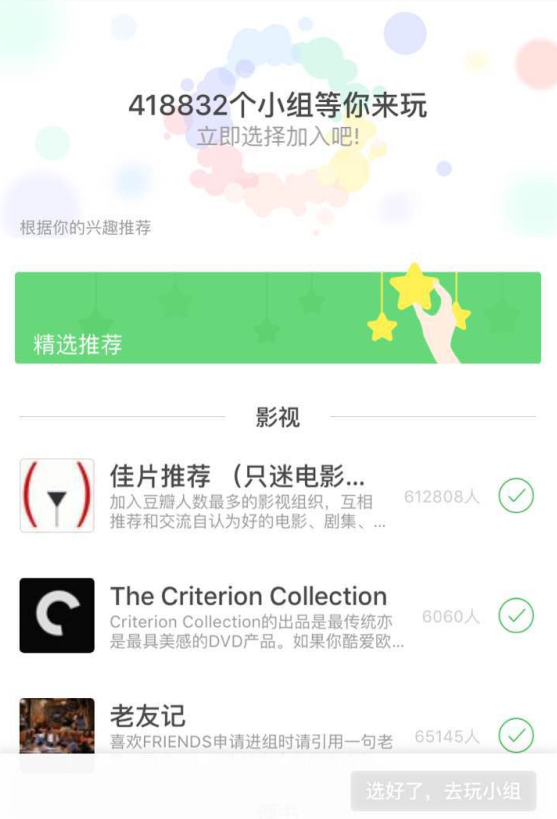 418832个小组等你来玩
立即选择加入吧!
根据你的兴趣推荐
精选推荐
影视
佳片推荐 （只迷电影...
612808人
加入豆瓣人数最多的影视组织，互相
推荐和交流自认为好的电影、剧集、...
The Criterion Collection
6060人
Criterion Collection的出品是最传统亦
是最具美感的DVD产品。如果你酷爱欧...
老友记
65145人
喜欢FRIENDS申请进组时请引用一句老
选好了，去玩小组